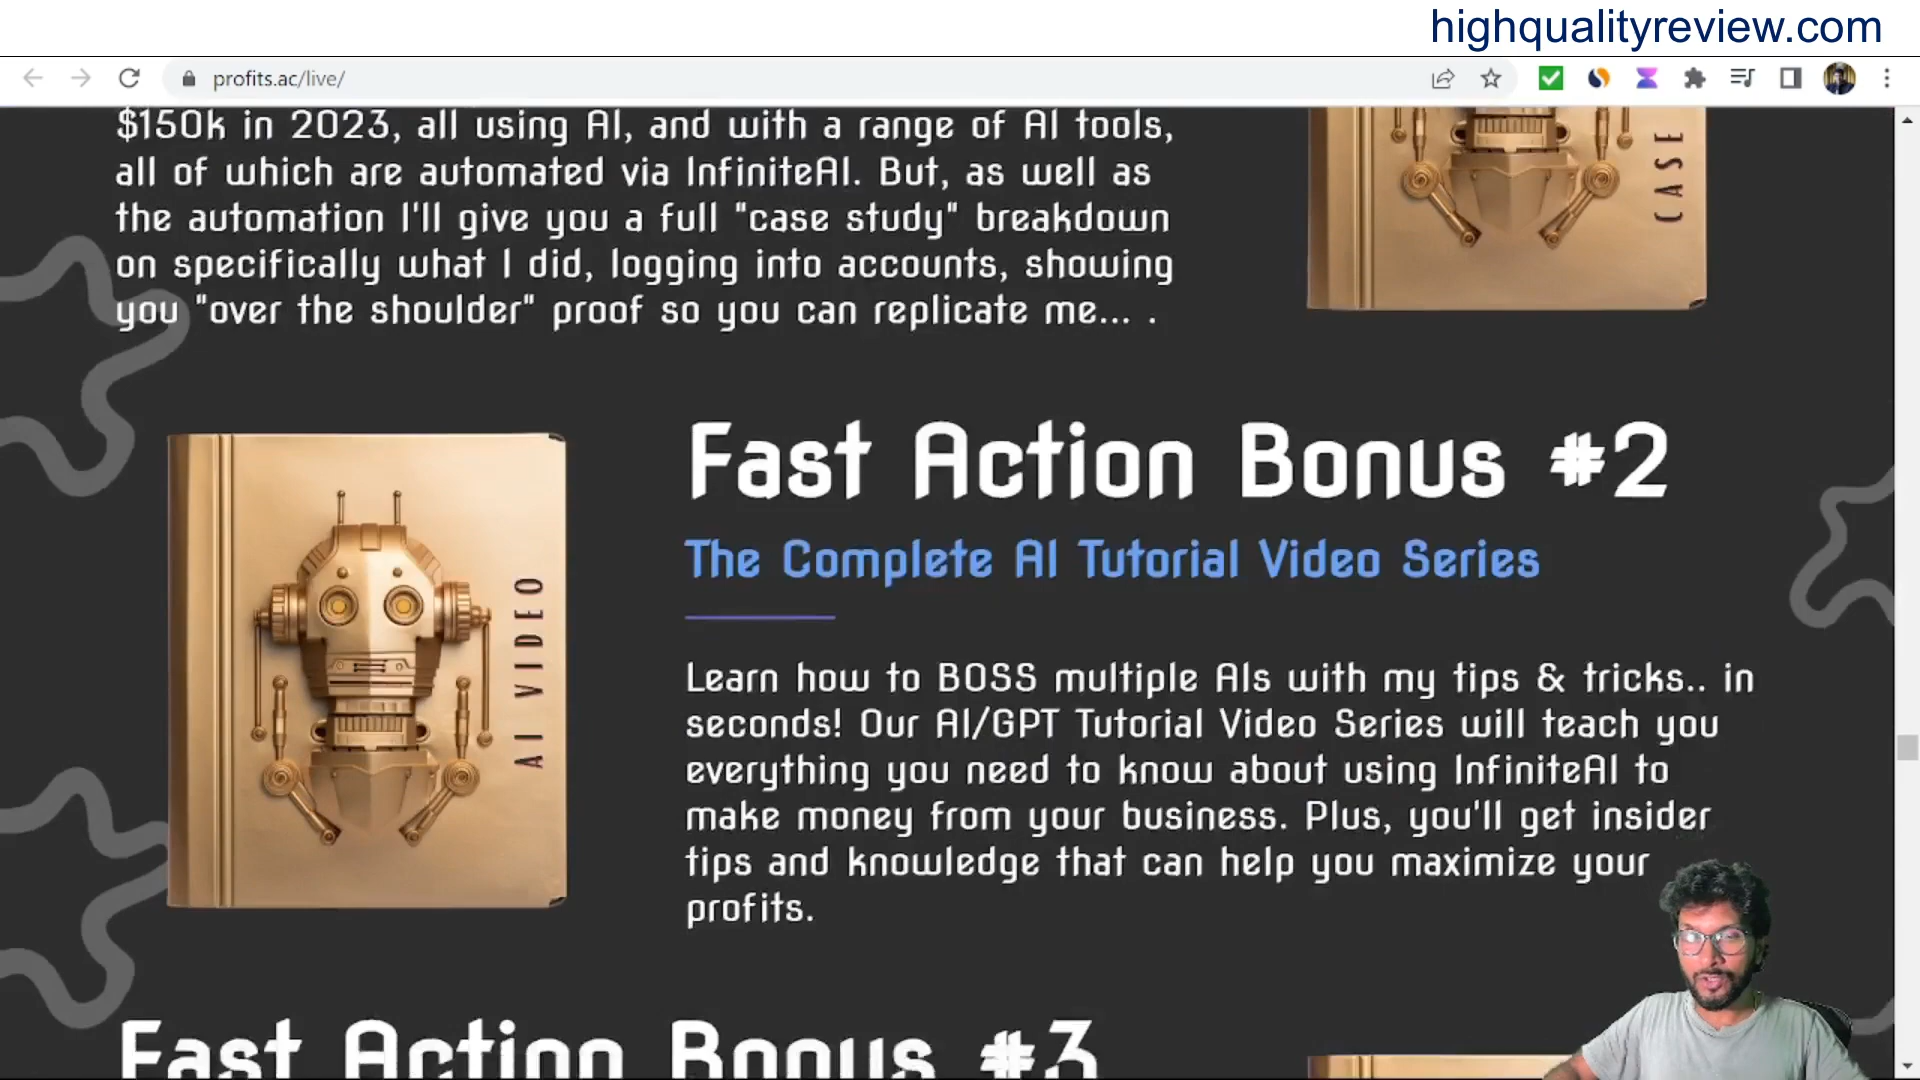 highqualityreview.com
profits.ac/live/
$150k in 2023, all using AI, and with a range of AI tools,
all of which are automated via InfiniteAI. But, as well as
the automation I'll give you a full "case study" breakdown
on specifically what I did, logging into accounts, showing
you "over the shoulder" proof so you can replicate me... .
CASE
Fast Action Bonus #2
The Complete AI Tutorial Video Series
AI VIDEO
Learn how to BOSS multiple AIs with my tips & tricks.. in
seconds! Our AI/GPT Tutorial Video Series will teach you
everything you need to know about using InfiniteAI to
make money from your business. Plus, you'll get insider
tips and knowledge that can help you maximize your
profits.
Fast Action Bonus #3